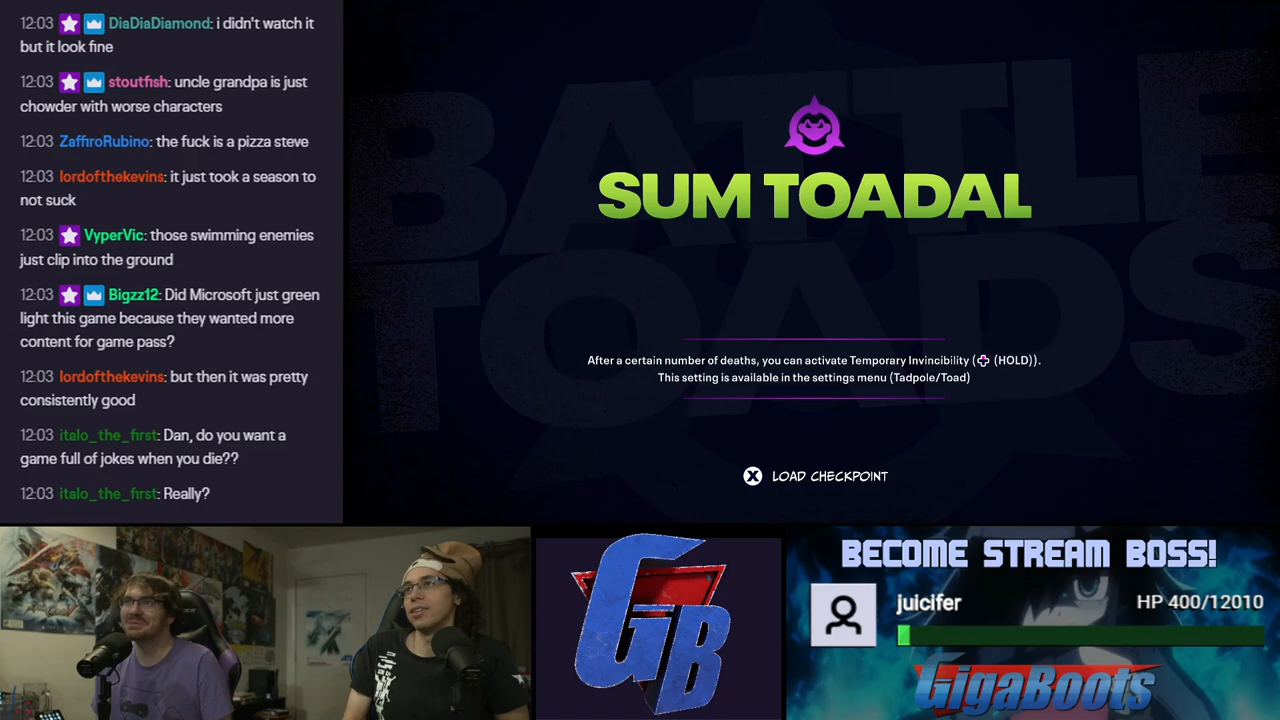 12:03 DiaDiaDiamond: i didn't watch it
but it look fine
12:03 stoutfish: uncle grandpa is just
chowder with worse characters
12:03 ZaffiroRubino: the fuck is a pizza steve
12:03 lordofthekevins: it just took a season to
not suck
12:03 VyperVic: those swimming enemies
just clip into the ground
12:03 Bigzz12: Did Microsoft just green
light this game because they wanted more
content for game pass?
12:03 lordofthekevins: but then it was pretty
consistently good
12:03 italo_the_first: Dan, do you want a
game full of jokes when you die??
12:03 italo_the_first: Really?
BATTLE
TOADS
SUM TOADAL
After a certain number of deaths, you can activate Temporary Invincibility ( (HOLD)).
This setting is available in the settings menu (Tadpole/Toad)
X LOAD CHECKPOINT
GB
BECOME STREAM BOSS!
juicifer HP 400/12010
GIGABOOTS